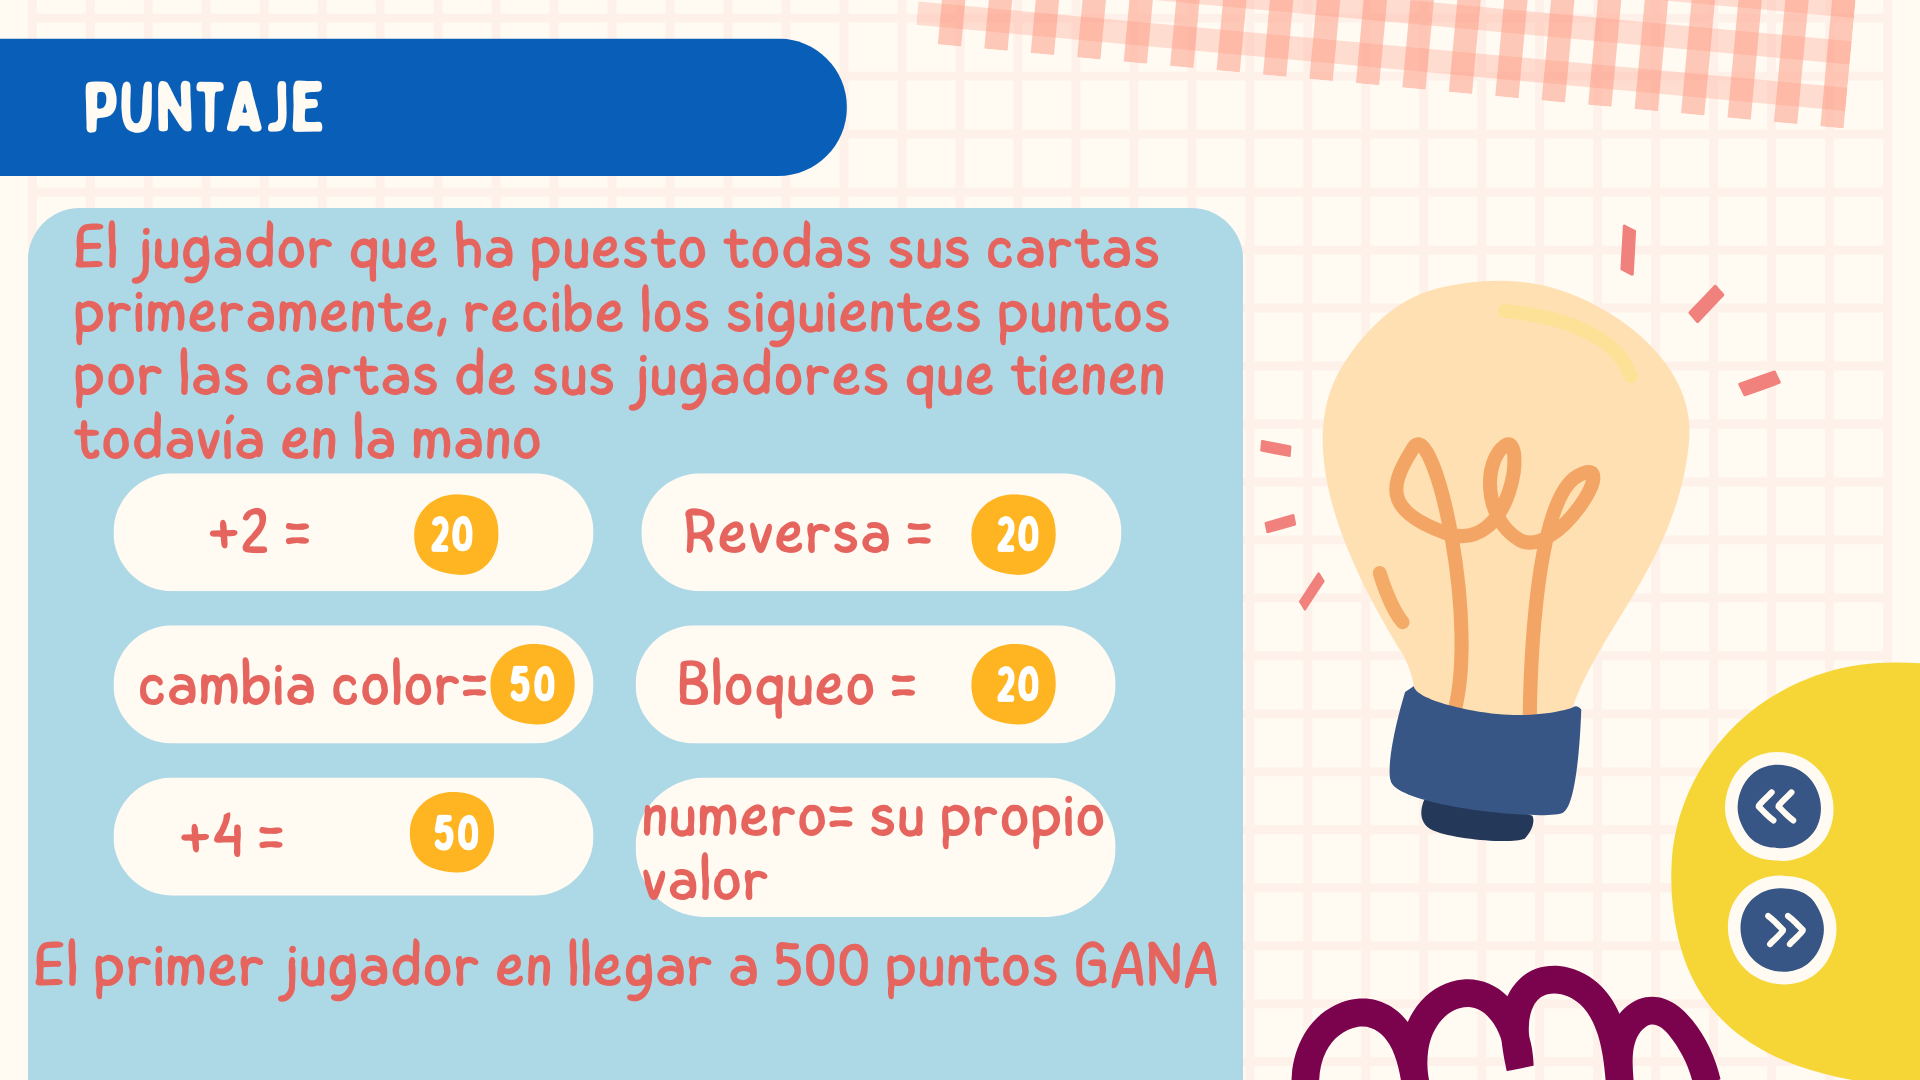 PUNTAJE
El jugador que ha puesto todas sus cartas
primeramente, recibe los siguientes puntos
por las cartas de sus jugadores que tienen
todavía en la mano
+2 = 20
Reversa = 20
cambia color= 50
Bloqueo = 20
+4 = 50
numero= su propio
valor
El primer jugador en llegar a 500 puntos GANA